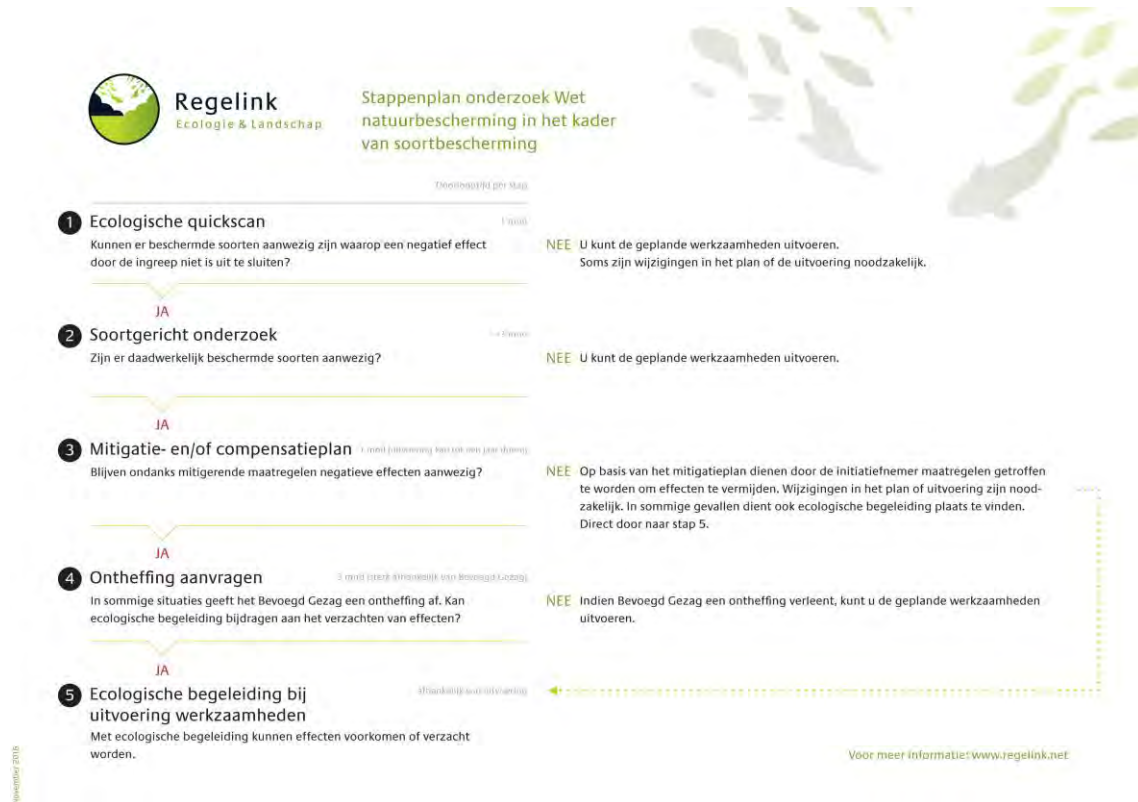 Regelink
Ecologie & Landschap
Stappenplan onderzoek Wet
natuurbescherming in het kader
van soortbescherming
Doorlooptijd per stap
1 Ecologische quickscan
Kunnen er beschermde soorten aanwezig zijn waarop een negatief effect
door de ingreep niet is uit te sluiten?
NEE U kunt de geplande werkzaamheden uitvoeren.
Soms zijn wijzigingen in het plan of de uitvoering noodzakelijk.
JA
2 Soortgericht onderzoek
Zijn er daadwerkelijk beschermde soorten aanwezig?
NEE U kunt de geplande werkzaamheden uitvoeren.
JA
3 Mitigatie- en/of compensatieplan
Blijven ondanks mitigerende maatregelen negatieve effecten aanwezig?
NEE Op basis van het mitigatieplan dienen door de initiatiefnemer maatregelen getroffen
te worden om effecten te vermijden. Wijzigingen in het plan of uitvoering zijn nood-
zakelijk. In sommige gevallen dient ook ecologische begeleiding plaats te vinden.
Direct door naar stap 5.
JA
4 Ontheffing aanvragen
In sommige situaties geeft het Bevoegd Gezag een ontheffing af. Kan
ecologische begeleiding bijdragen aan het verzachten van effecten?
NEE Indien Bevoegd Gezag een ontheffing verleent, kunt u de geplande werkzaamheden
uitvoeren.
JA
5 Ecologische begeleiding bij
uitvoering werkzaamheden
Met ecologische begeleiding kunnen effecten voorkomen of verzacht
worden.
Voor meer informatie: www.regelink.net